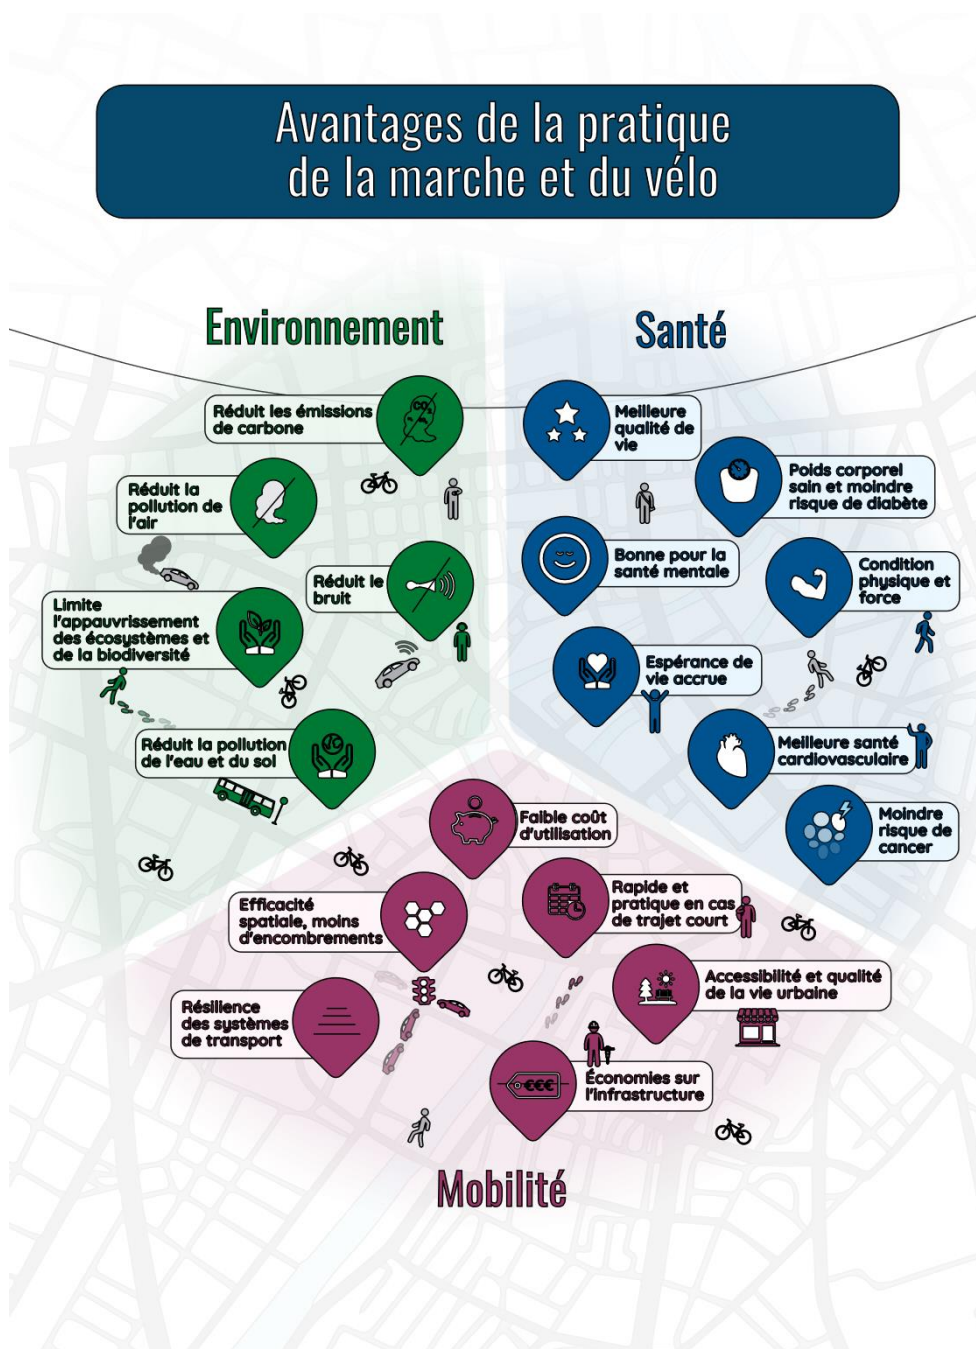 Avantages de la pratique
de la marche et du vélo
Environnement
Réduit les émissions
de carbone
CO₂
Réduit la
pollution de
l'air
Réduit le
bruit
Limite
l'appauvrissement
des écosystèmes et
de la biodiversité
Réduit la pollution
de l'eau et du sol
Santé
Meilleure
qualité de
vie
Poids corporel
sain et moindre
risque de diabète
Bonne pour la
santé mentale
Condition
physique et
force
Espérance de
vie accrue
Meilleure santé
cardiovasculaire
Moindre
risque de
cancer
Faible coût
d'utilisation
Efficacité
spatiale, moins
d'encombrements
Rapide et
pratique en cas
de trajet court
Résilience
des systèmes
de transport
Accessibilité et qualité
de la vie urbaine
€€€
Économies sur
l'infrastructure
Mobilité